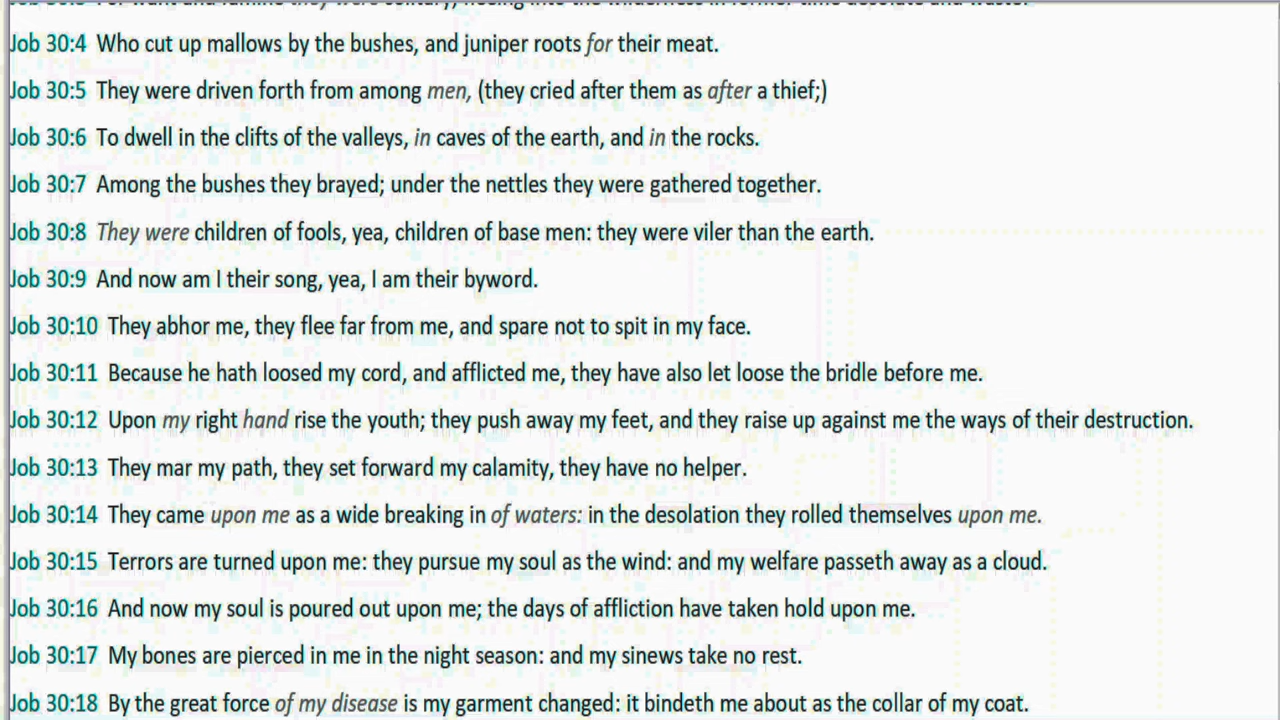 Job 30:4 Who cut up mallows by the bushes, and juniper roots for their meat.
Job 30:5 They were driven forth from among men, (they cried after them as after a thief;)
Job 30:6 To dwell in the clifts of the valleys, in caves of the earth, and in the rocks.
Job 30:7 Among the bushes they brayed; under the nettles they were gathered together.
Job 30:8 They were children of fools, yea, children of base men: they were viler than the earth.
Job 30:9 And now am I their song, yea, I am their byword.
Job 30:10 They abhor me, they flee far from me, and spare not to spit in my face.
Job 30:11 Because he hath loosed my cord, and afflicted me, they have also let loose the bridle before me.
Job 30:12 Upon my right hand rise the youth; they push away my feet, and they raise up against me the ways of their destruction.
Job 30:13 They mar my path, they set forward my calamity, they have no helper.
Job 30:14 They came upon me as a wide breaking in of waters: in the desolation they rolled themselves upon me.
Job 30:15 Terrors are turned upon me: they pursue my soul as the wind: and my welfare passeth away as a cloud.
Job 30:16 And now my soul is poured out upon me; the days of affliction have taken hold upon me.
Job 30:17 My bones are pierced in me in the night season: and my sinews take no rest.
Job 30:18 By the great force of my disease is my garment changed: it bindeth me about as the collar of my coat.